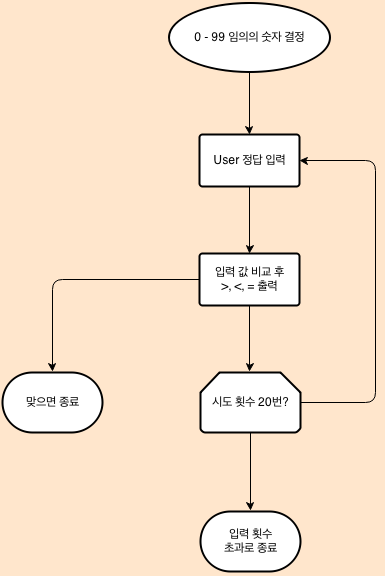 0 - 99 임의의 숫자 결정
User 정답 입력
입력 값 비교 후
>, <, = 출력
맞으면 종료
시도 횟수 20번?
입력 횟수
초과로 종료